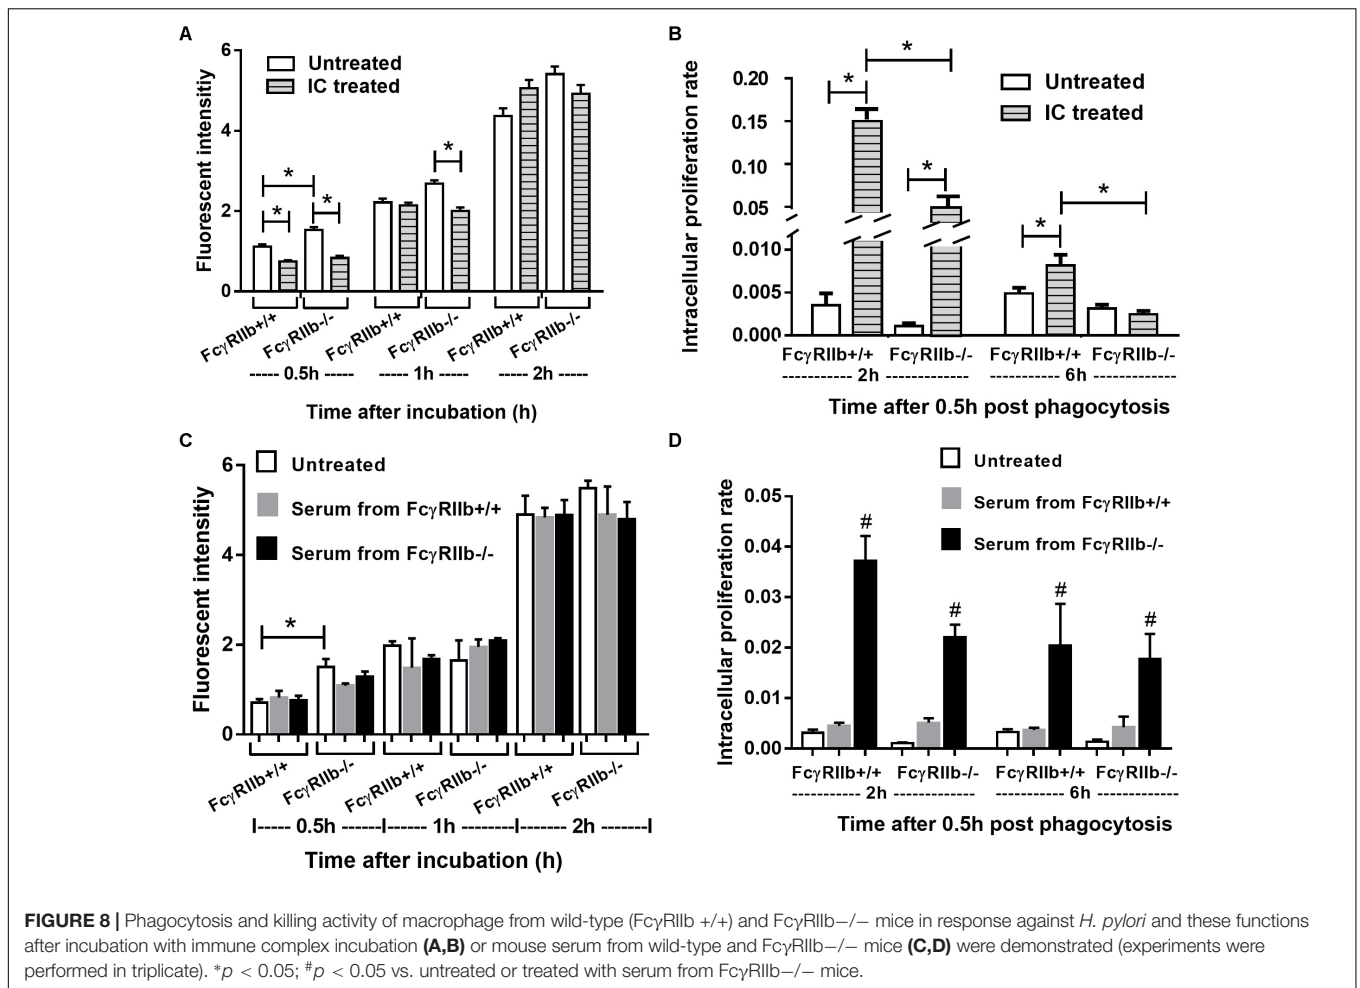 A
6
4
2
0
Fluorescent intensitiy
Untreated
IC treated
*
*
*
*
FcγRIIb+/+
FcγRIIb-/-
FcγRIIb+/+
FcγRIIb-/-
FcγRIIb+/+
FcγRIIb-/-
----- 0.5h -----
----- 1h -----
----- 2h -----
Time after incubation (h)
B
0.20
0.15
0.10
0.05
0.010
0.005
0.000
Intracellular proliferation rate
Untreated
IC treated
*
*
*
*
*
FcγRIIb+/+
FcγRIIb-/-
FcγRIIb+/+
FcγRIIb-/-
------------ 2h ------------
------------ 6h ------------
Time after 0.5h post phagocytosis
C
6
4
2
0
Fluorescent intensitiy
Untreated
Serum from FcγRIIb+/+
Serum from FcγRIIb-/-
*
FcγRIIb+/+
FcγRIIb-/-
FcγRIIb+/+
FcγRIIb-/-
FcγRIIb+/+
FcγRIIb-/-
|----- 0.5h ------|------ 1h --------|------- 2h -------|
Time after incubation (h)
D
0.05
0.04
0.03
0.02
0.01
0.00
Intracellular proliferation rate
Untreated
Serum from FcγRIIb+/+
Serum from FcγRIIb-/-
#
#
#
#
FcγRIIb+/+
FcγRIIb-/-
FcγRIIb+/+
FcγRIIb-/-
------------ 2h ------------
------------ 6h ------------
Time after 0.5h post phagocytosis
FIGURE 8 | Phagocytosis and killing activity of macrophage from wild-type (FcγRIIb +/+) and FcγRIIb−/− mice in response against H. pylori and these functions
after incubation with immune complex incubation (A,B) or mouse serum from wild-type and FcγRIIb−/− mice (C,D) were demonstrated (experiments were
performed in triplicate). *p < 0.05; #p < 0.05 vs. untreated or treated with serum from FcγRIIb−/− mice.